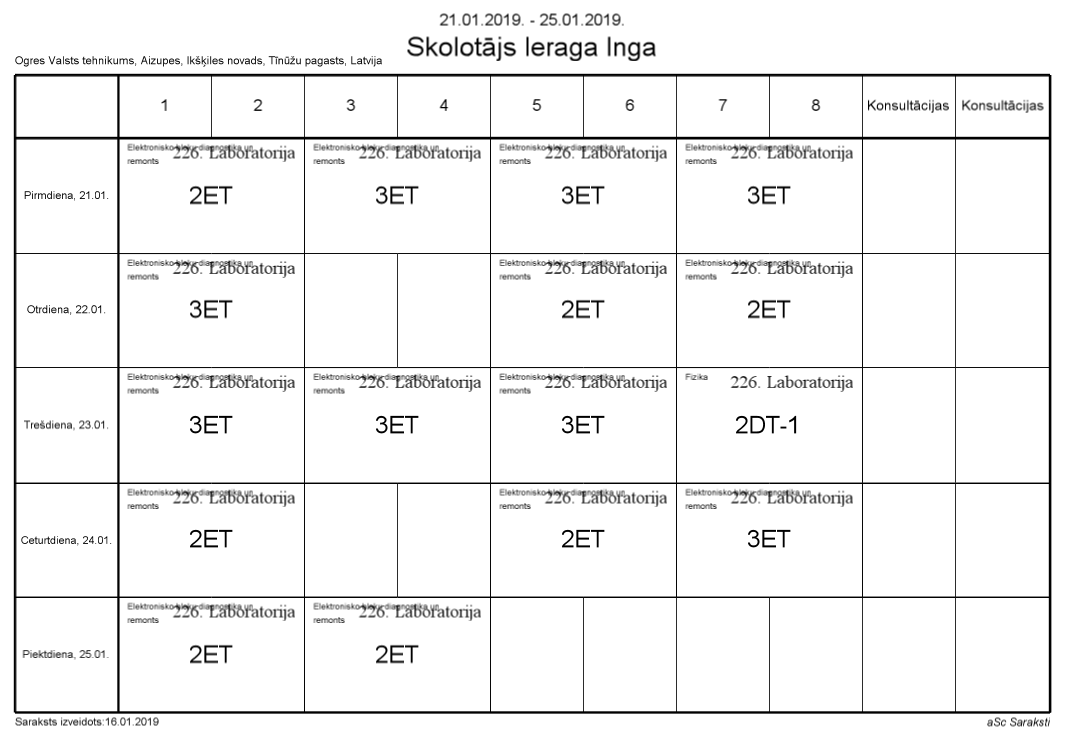 21.01.2019. - 25.01.2019.
Skolotājs Ieraga Inga
Ogres Valsts tehnikums, Aizupes, Ikšķiles novads, Tīnūžu pagasts, Latvija
1 2 3 4 5 6 7 8 Konsultācijas Konsultācijas
Elektronisko bloku diagnostika un 226. Laboratorija Elektronisko bloku diagnostika un 226. Laboratorija Elektronisko bloku diagnostika un 226. Laboratorija Elektronisko bloku diagnostika un 226. Laboratorija
remonts remonts remonts remonts
Pirmdiena, 21.01. 2ET 3ET 3ET 3ET
Elektronisko bloku diagnostika un 226. Laboratorija Elektronisko bloku diagnostika un 226. Laboratorija Elektronisko bloku diagnostika un 226. Laboratorija
remonts remonts remonts
Otrdiena, 22.01. 3ET 2ET 2ET
Elektronisko bloku diagnostika un 226. Laboratorija Elektronisko bloku diagnostika un 226. Laboratorija Elektronisko bloku diagnostika un 226. Laboratorija Fizika 226. Laboratorija
remonts remonts remonts
Trešdiena, 23.01. 3ET 3ET 3ET 2DT-1
Elektronisko bloku diagnostika un 226. Laboratorija Elektronisko bloku diagnostika un 226. Laboratorija Elektronisko bloku diagnostika un 226. Laboratorija
remonts remonts remonts
Ceturtdiena, 24.01. 2ET 2ET 3ET
Elektronisko bloku diagnostika un 226. Laboratorija Elektronisko bloku diagnostika un 226. Laboratorija
remonts remonts
Piektdiena, 25.01. 2ET 2ET
Saraksts izveidots:16.01.2019 aSc Saraksti